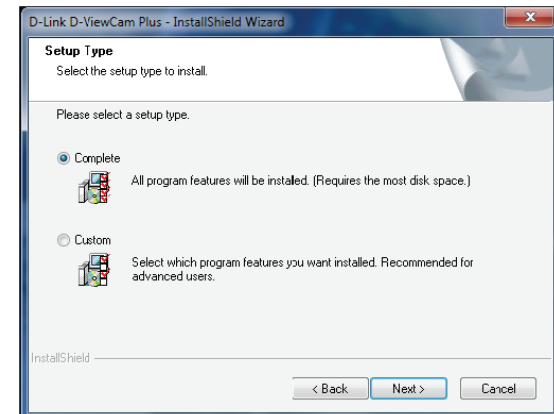 D-Link D-ViewCam Plus - InstallShield Wizard
Setup Type
Select the setup type to install.
Please select a setup type.
Complete
All program features will be installed. (Requires the most disk space.)
Custom
Select which program features you want installed. Recommended for
advanced users.
InstallShield
< Back
Next >
Cancel